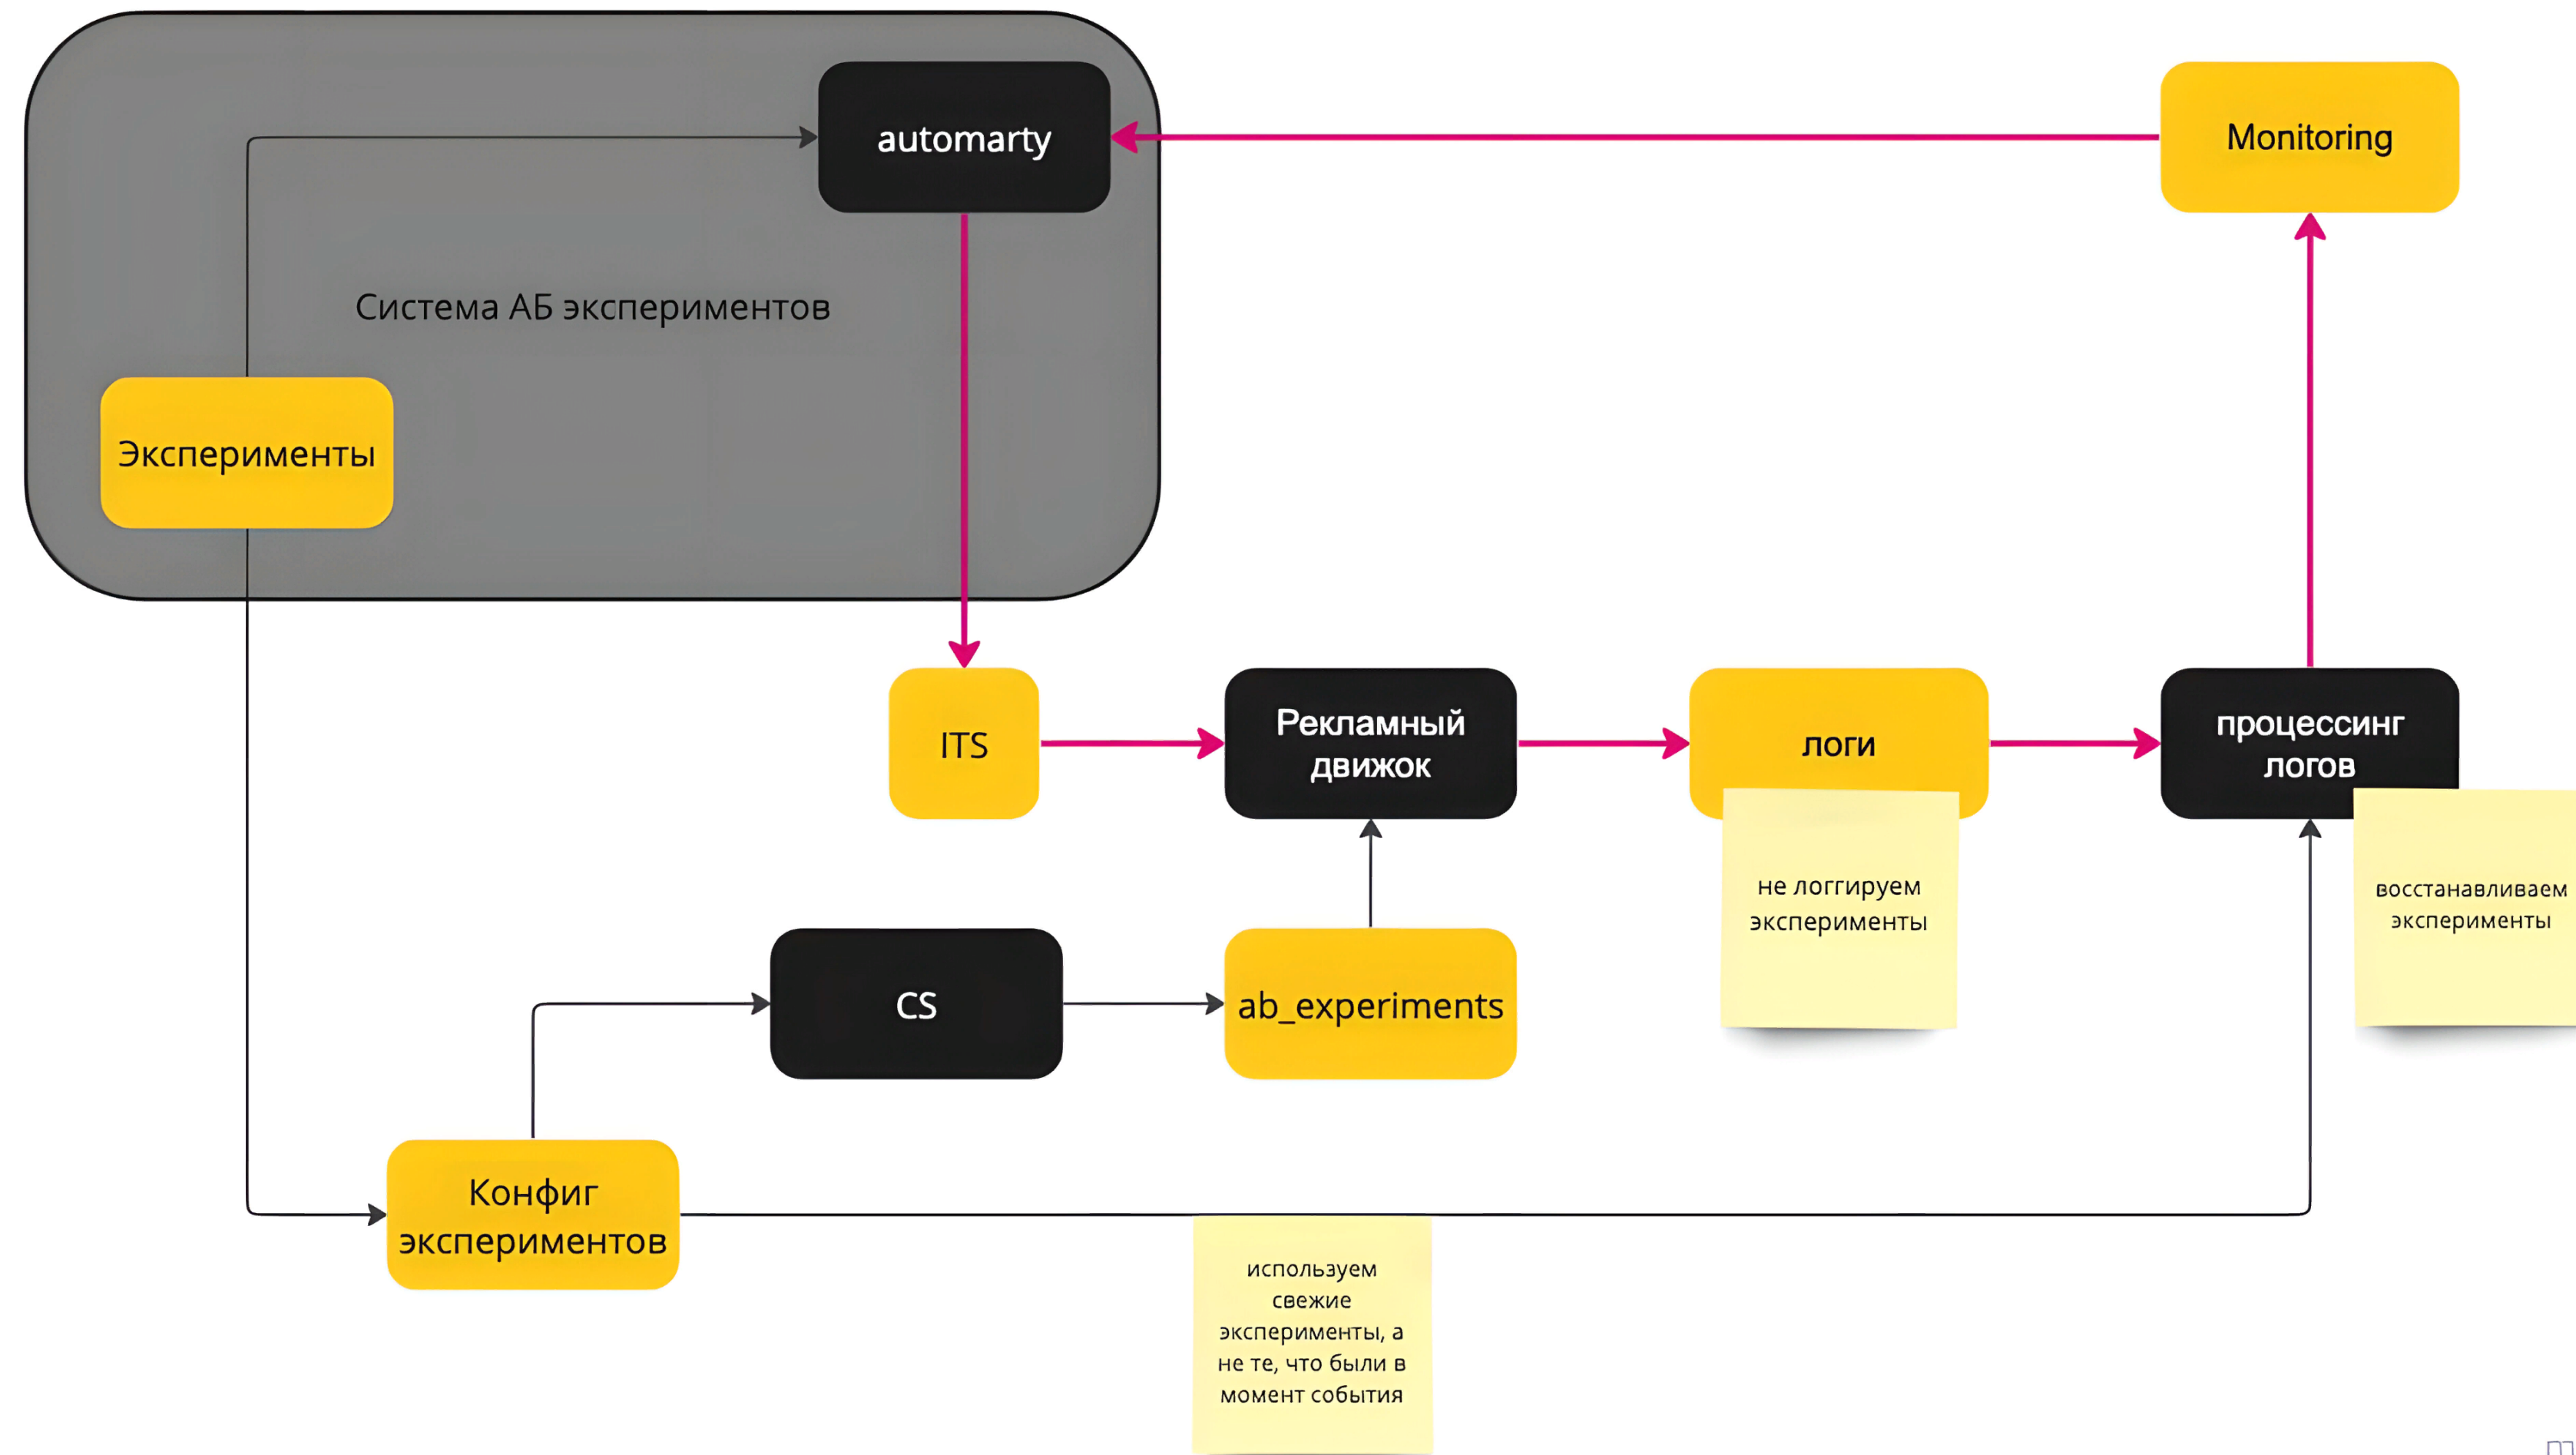 automarty
Monitoring
Система АБ экспериментов
Эксперименты
ITS
Рекламный
движок
логи
процессинг
логов
не логгируем
эксперименты
восстанавливаем
эксперименты
CS
ab_experiments
Конфиг
экспериментов
используем
свежие
эксперименты, а
не те, что были в
момент события